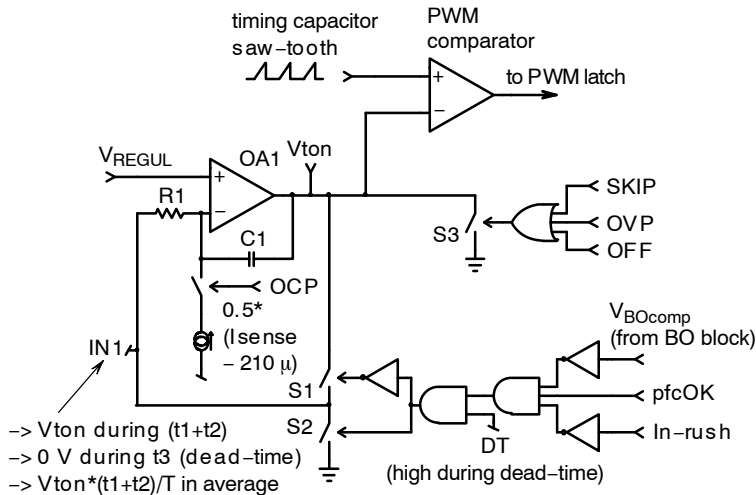 timing capacitor
saw-tooth
PWM
comparator
+
−
to PWM latch
VREGUL
OA1
Vton
+
−
R1
C1
S3
SKIP
OVP
OFF
OCP
0.5*
(Isense
− 210 µ)
IN1
VBOcomp
(from BO block)
S1
pfcOK
S2
In-rush
DT
(high during dead-time)
-> Vton during (t1+t2)
-> 0 V during t3 (dead-time)
-> Vton*(t1+t2)/T in average